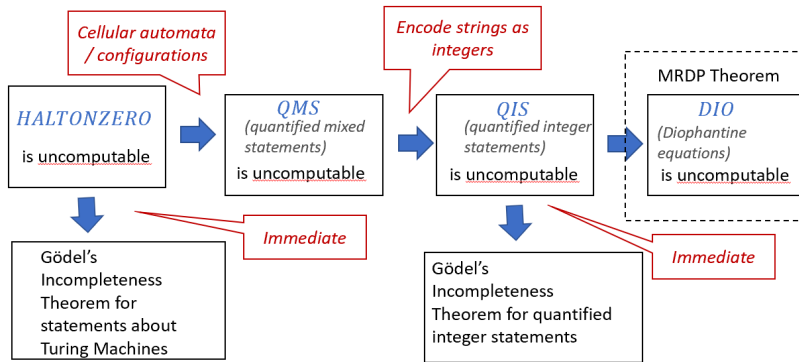 Cellular automata
/ configurations
Encode strings as
integers
MRDP Theorem
HALTONZERO
is uncomputable
QMS
(quantified mixed
statements)
is uncomputable
QIS
(quantified integer
statements)
is uncomputable
DIO
(Diophantine
equations)
is uncomputable
Immediate
Immediate
Gödel's
Incompleteness
Theorem for
statements about
Turing Machines
Gödel's
Incompleteness
Theorem for quantified
integer statements